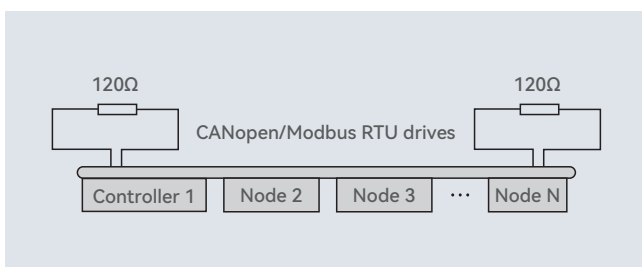 120Ω 120Ω
CANopen/Modbus RTU drives
Controller 1 Node 2 Node 3 ··· Node N